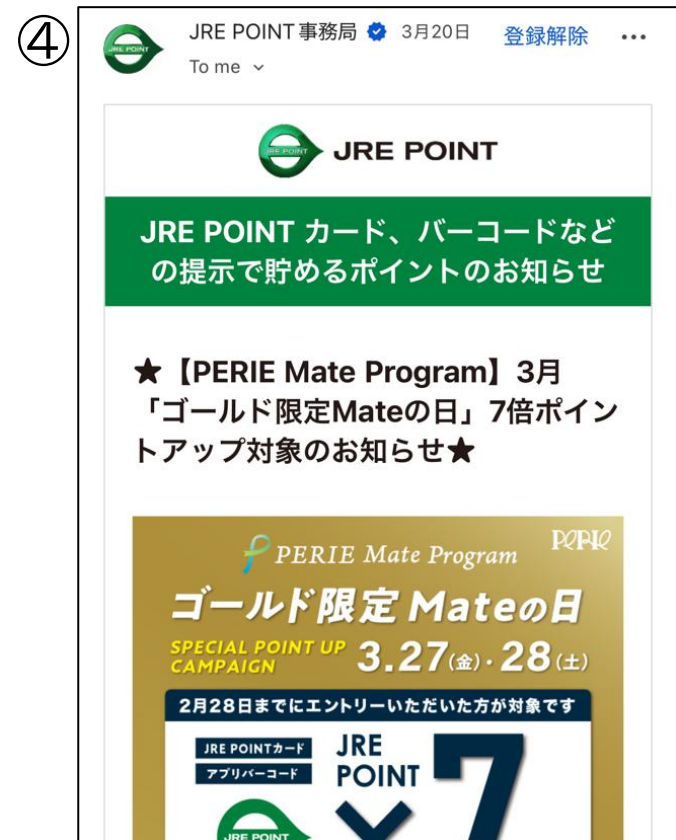 ④
JRE POINT 事務局 3月20日 登録解除 •••
To me
JRE POINT
JRE POINT
JRE POINT カード、バーコードなど
の提示で貯めるポイントのお知らせ
★【PERIE Mate Program】3月
「ゴールド限定Mateの日」7倍ポイン
トアップ対象のお知らせ★
PERIE Mate Program PERIE
ゴールド限定 Mateの日
SPECIAL POINT UP
CAMPAIGN 3.27(金)・28(土)
2月28日までにエントリーいただいた方が対象です
JRE POINTカード
アプリバーコード
JRE
POINT
×7
JRE POINT